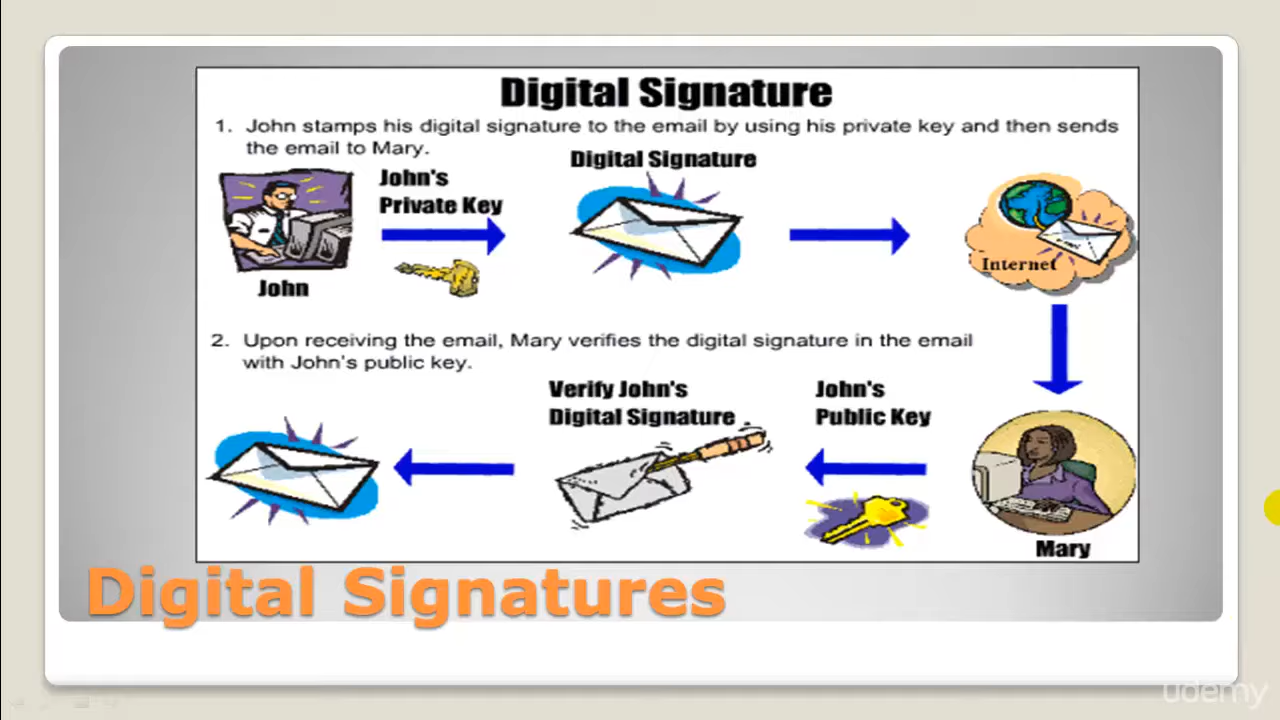 Digital Signature
1. John stamps his digital signature to the email by using his private key and then sends
the email to Mary.
Digital Signature
John's
Private Key
Internet
John
2. Upon receiving the email, Mary verifies the digital signature in the email
with John's public key.
Verify John's
Digital Signature
John's
Public Key
Mary
Digital Signatures
udemy